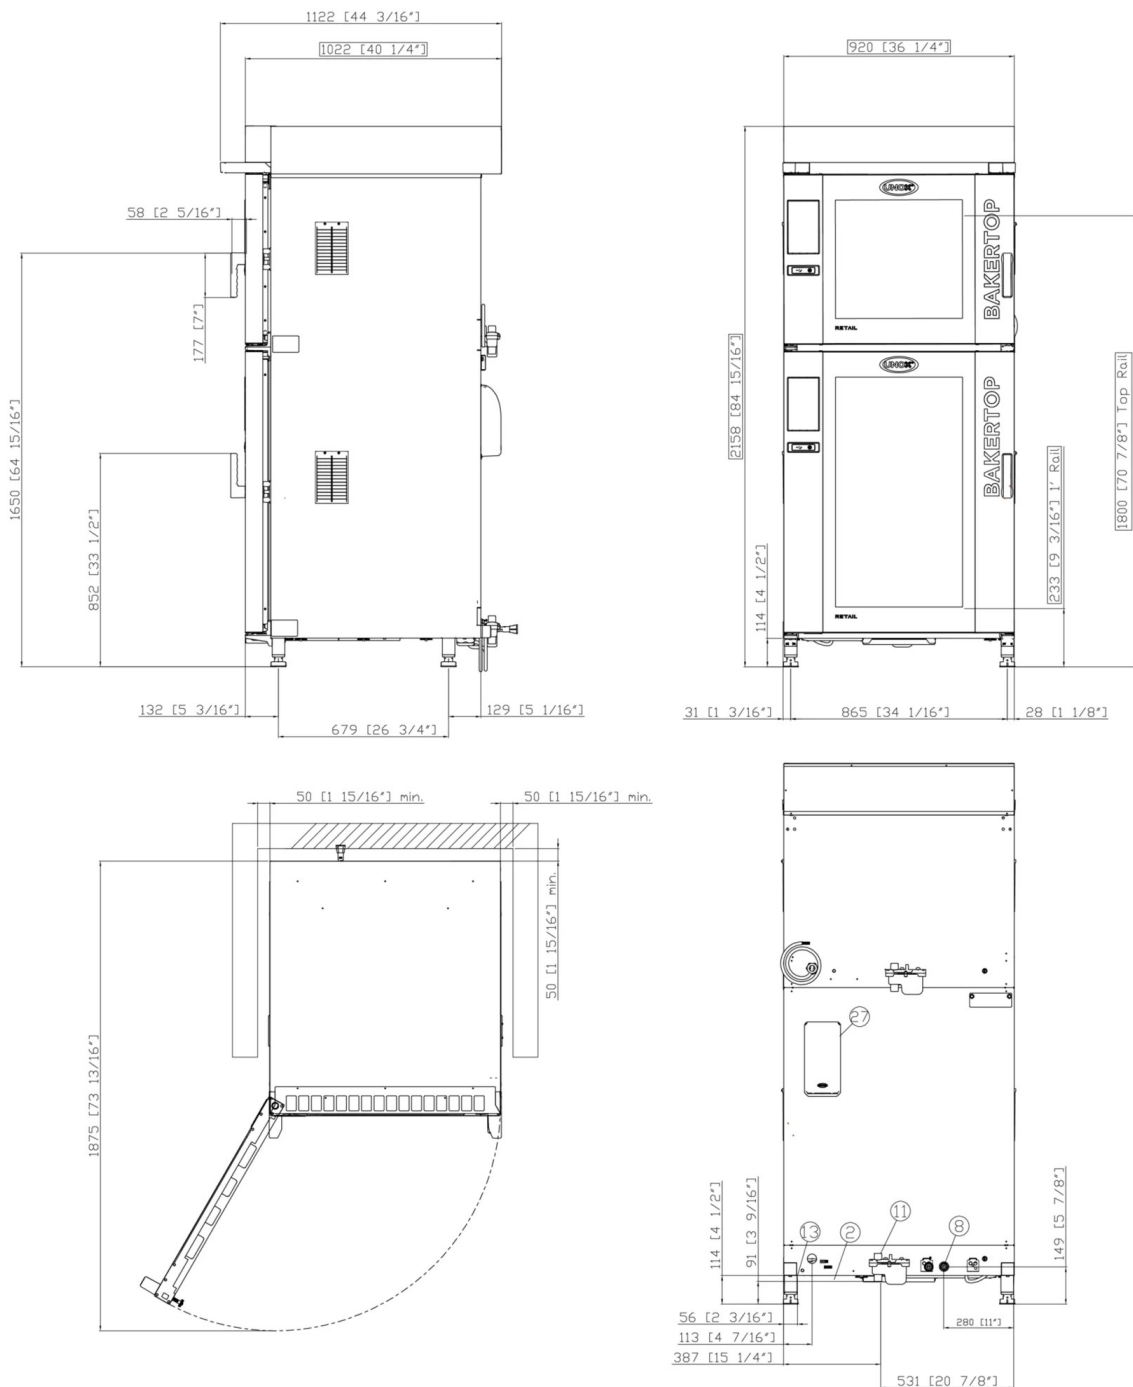 1122 [44 3/16"]
1022 [40 1/4"]
58 [2 5/16"]
177 [7"]
1650 [64 15/16"]
852 [33 1/2"]
132 [5 3/16"]
129 [5 1/16"]
679 [26 3/4"]
920 [36 1/4"]
UNOX
BAKERTOP
RETAIL
UNOX
BAKERTOP
RETAIL
2158 [84 15/16"]
114 [4 1/2"]
233 [9 3/16"] 1' Rail
1800 [70 7/8"] Top Rail
31 [1 3/16"]
865 [34 1/16"]
28 [1 1/8"]
50 [1 15/16"] min.
50 [1 15/16"] min.
50 [1 15/16"] min.
1875 [73 13/16"]
27
13
2
11
8
114 [4 1/2"]
91 [3 9/16"]
149 [5 7/8"]
56 [2 3/16"]
113 [4 7/16"]
387 [15 1/4"]
280 [11"]
531 [20 7/8"]